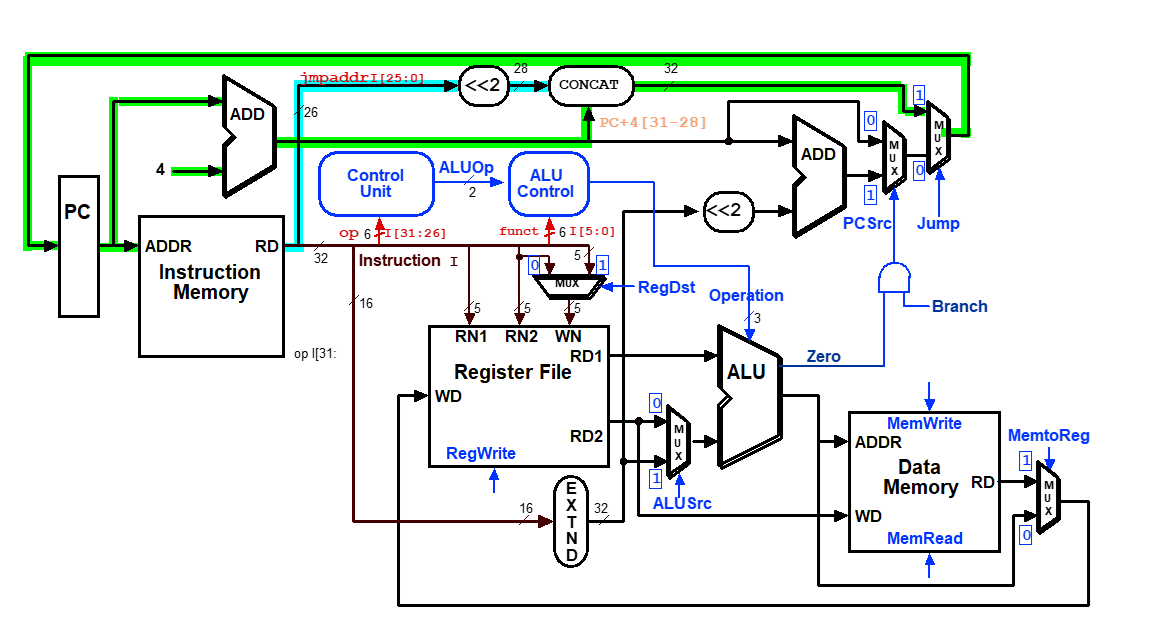 jmpaddr I[25:0]
<<2
28
CONCAT
32
1
MUX
ADD
26
PC+4[31-28]
0
MUX
ADD
4
Control
Unit
ALUOp
2
ALU
Control
0
1
PCSrc
Jump
PC
<<2
op
6
I[31:26]
funct
6
I[5:0]
ADDR
RD
Instruction
Memory
32
Instruction I
5
0
1
MUX
RegDst
16
5
5
5
Operation
3
Branch
RN1
RN2
WN
RD1
Register File
WD
RD2
RegWrite
op I[31:
ALU
Zero
0
MUX
1
ALUSrc
MemWrite
ADDR
Data
Memory
RD
WD
MemRead
MemtoReg
1
MUX
0
16
EXTND
32